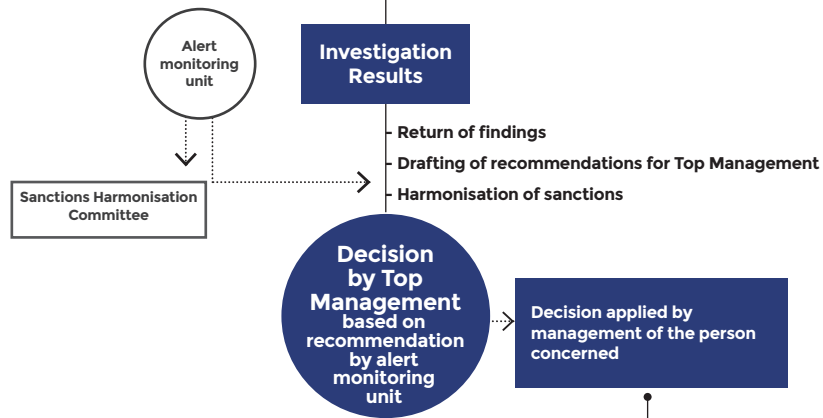 Alert
monitoring
unit
Investigation
Results
- Return of findings
- Drafting of recommendations for Top Management
- Harmonisation of sanctions
Sanctions Harmonisation
Committee
Decision
by Top
Management
based on
recommendation
by alert
monitoring
unit
Decision applied by
management of the person
concerned